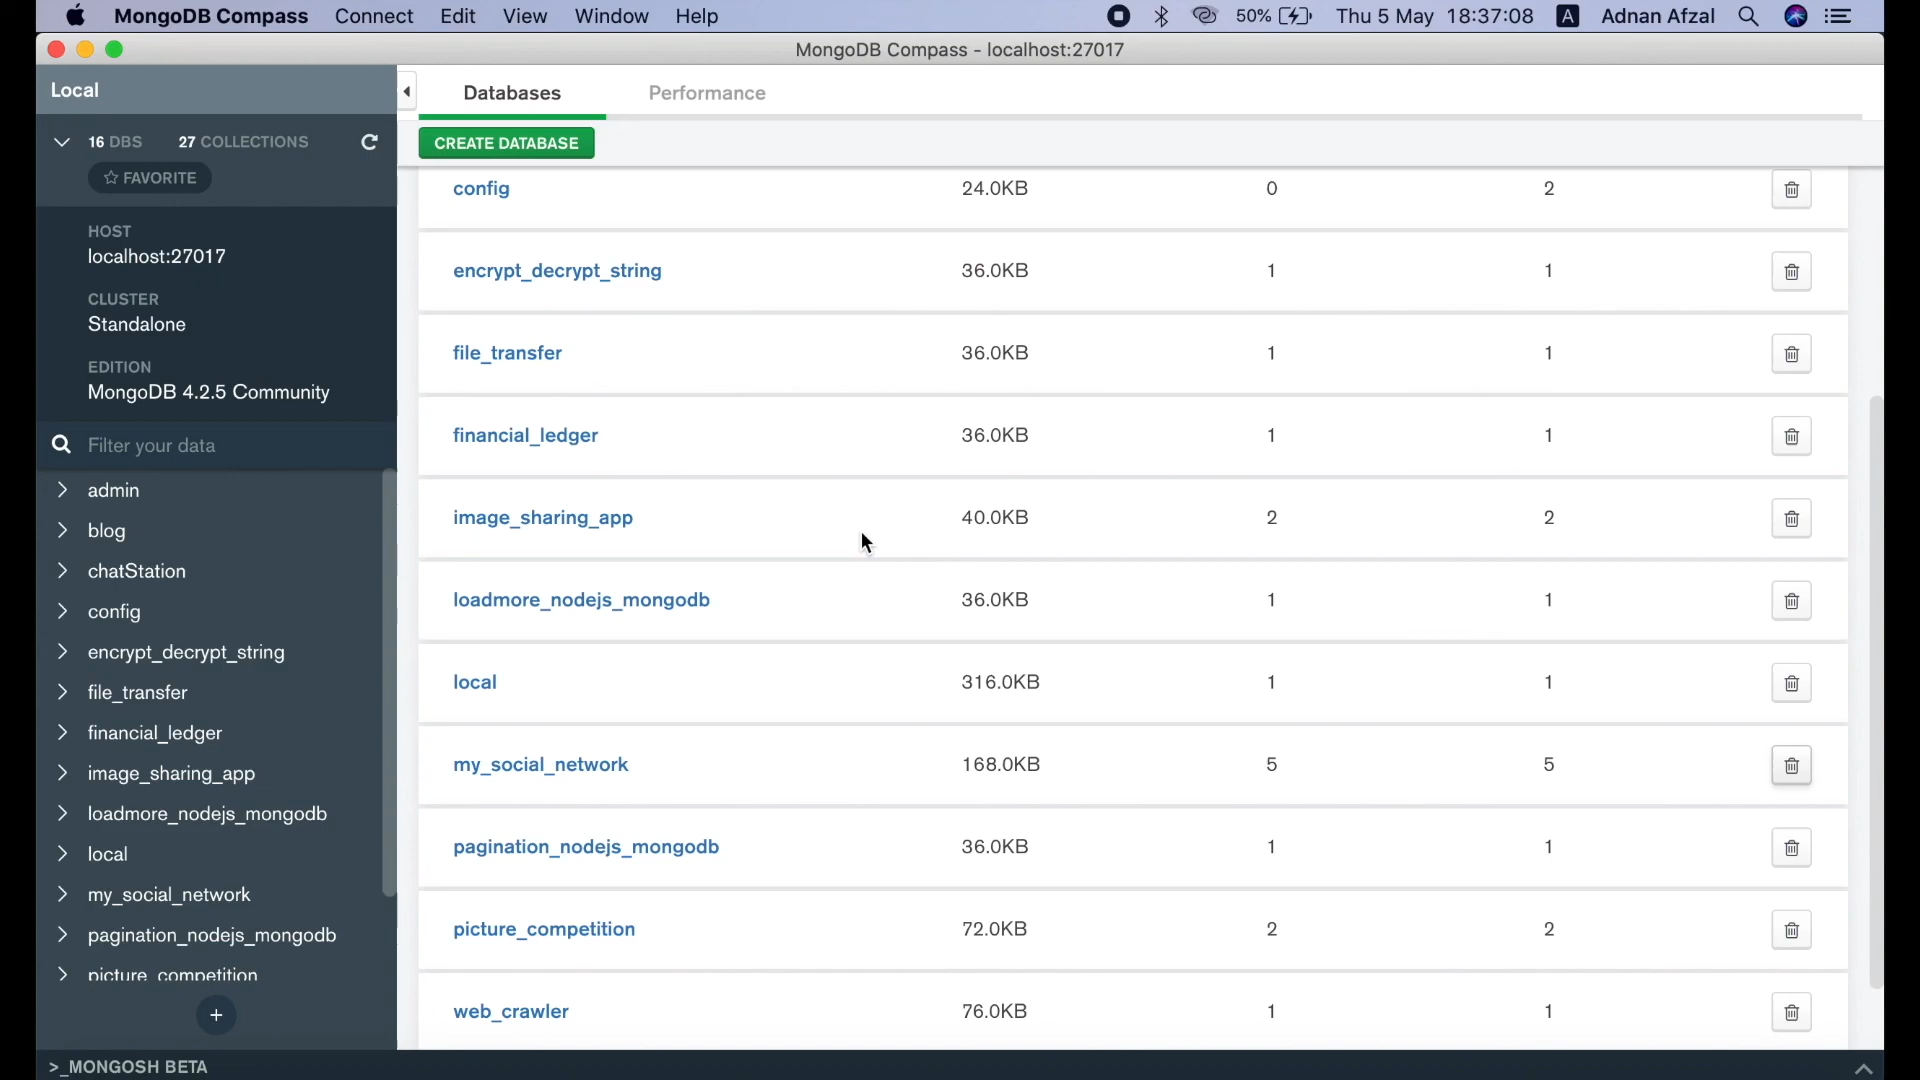 MongoDB Compass Connect Edit View Window Help 50% Thu 5 May 18:37:08 A Adnan Afzal
MongoDB Compass - localhost:27017
Local
16 DBS 27 COLLECTIONS
FAVORITE
HOST
localhost:27017
CLUSTER
Standalone
EDITION
MongoDB 4.2.5 Community
Filter your data
admin
blog
chatStation
config
encrypt_decrypt_string
file_transfer
financial_ledger
image_sharing_app
loadmore_nodejs_mongodb
local
my_social_network
pagination_nodejs_mongodb
picture_competition
+
Databases Performance
CREATE DATABASE
config 24.0KB 0 2
encrypt_decrypt_string 36.0KB 1 1
file_transfer 36.0KB 1 1
financial_ledger 36.0KB 1 1
image_sharing_app 40.0KB 2 2
loadmore_nodejs_mongodb 36.0KB 1 1
local 316.0KB 1 1
my_social_network 168.0KB 5 5
pagination_nodejs_mongodb 36.0KB 1 1
picture_competition 72.0KB 2 2
web_crawler 76.0KB 1 1
>_MONGOSH BETA